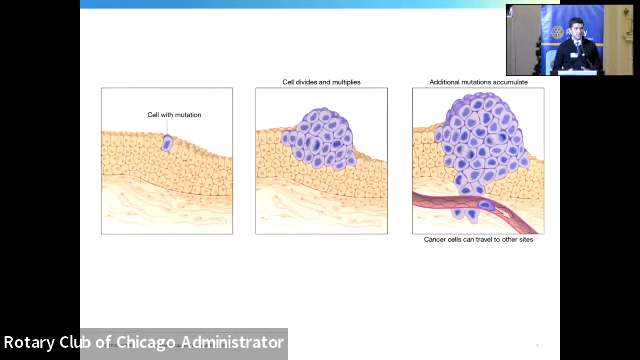 Cell divides and multiplies
Additional mutations accumulate
Cell with mutation
Cancer cells can travel to other sites
Rotary Club of Chicago Administrator